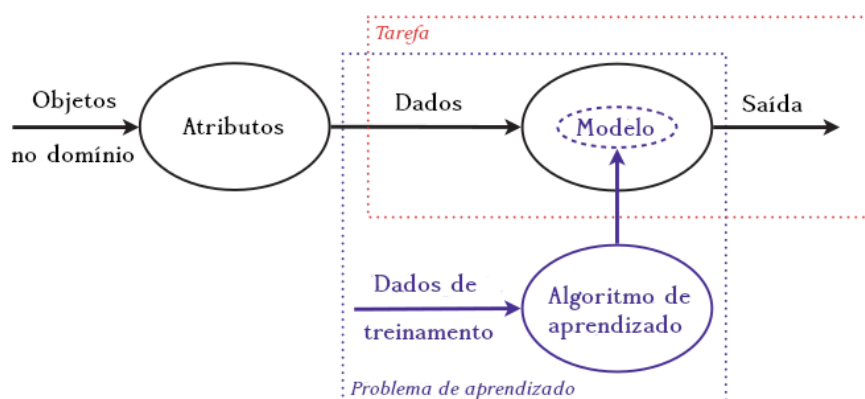 Tarefa
Objetos
no domínio
Atributos
Dados
Modelo
Saída
Dados de
treinamento
Algoritmo de
aprendizado
Problema de aprendizado